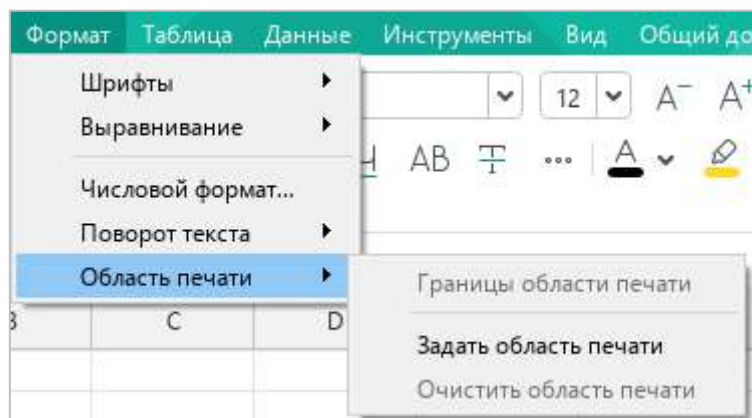 Формат Таблица Данные Инструменты Вид Общий до
Шрифты
12 A− A+
Выравнивание
Ч АВ Т ... А
Числовой формат...
Поворот текста
Область печати
Границы области печати
C D
Задать область печати
Очистить область печати